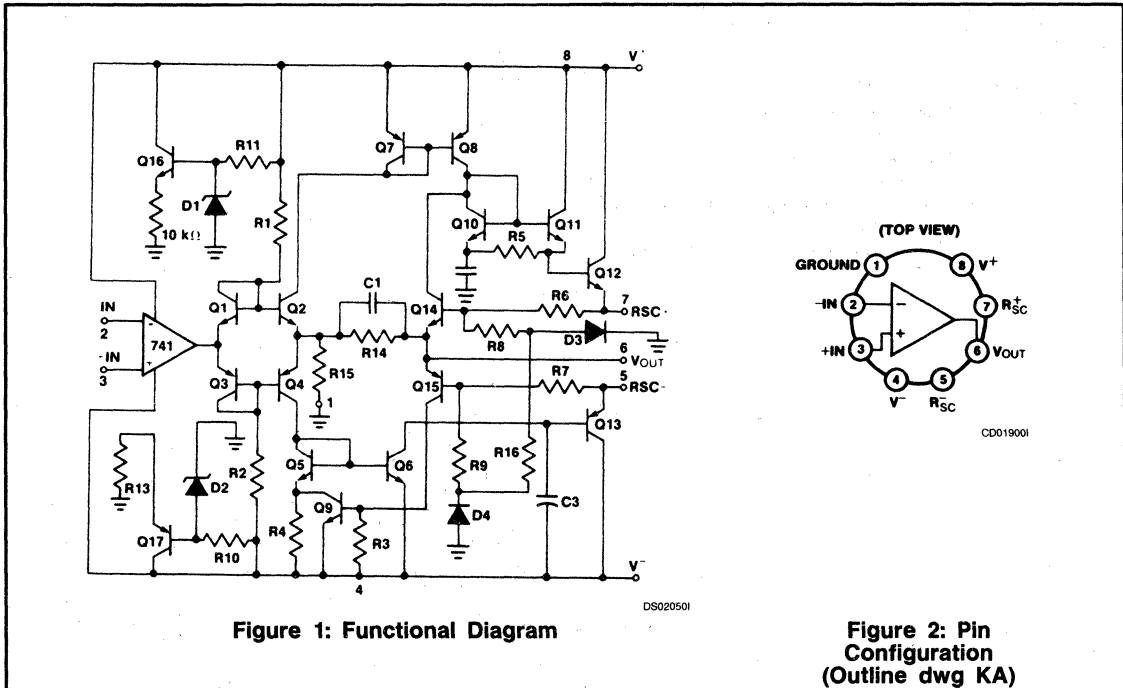 8
V+
Q7
Q8
Q16
R11
D1
R1
Q10
Q11
R5
10 kΩ
Q12
C1
IN
2
-
741
-IN
3
Q1
Q2
Q14
R6
7
RSC-
R14
R8
D3
6
VOUT
Q3
Q4
R15
Q15
R7
5
RSC-
1
Q13
R13
D2
R2
Q5
Q6
R9
R16
C3
Q17
R10
R4
Q9
R3
D4
V-
4
DS02050I
Figure 1: Functional Diagram
(TOP VIEW)
GROUND 1
8 V+
-IN 2
-
7 R+SC
+IN 3
+
6 VOUT
4
5
V-
R-SC
CD01900I
Figure 2: Pin
Configuration
(Outline dwg KA)